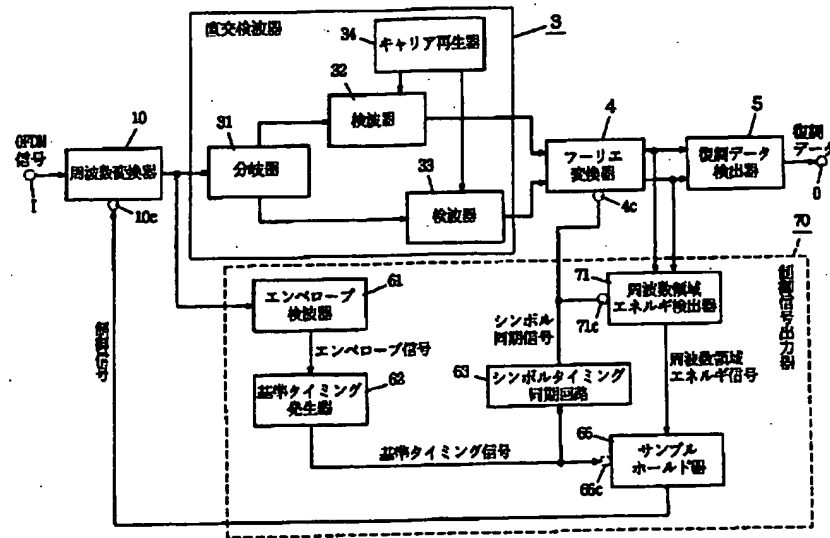 直交検波器
34
キャリア再生器
3
32
検波器
OFDM
信号
10
周波数変換器
I
10c
31
分岐器
33
検波器
4
フーリエ
変換器
4c
5
復調データ
検出器
復調
データ
O
70
61
エンベロープ
検波器
エンベロープ信号
62
基準タイミング
発生器
基準タイミング信号
シンボル
同期信号
63
シンボルタイミング
同期回路
71
周波数領域
エネルギ検出器
71c
周波数領域
エネルギ信号
66
サンプル
ホールド器
66c
制御信号出力部